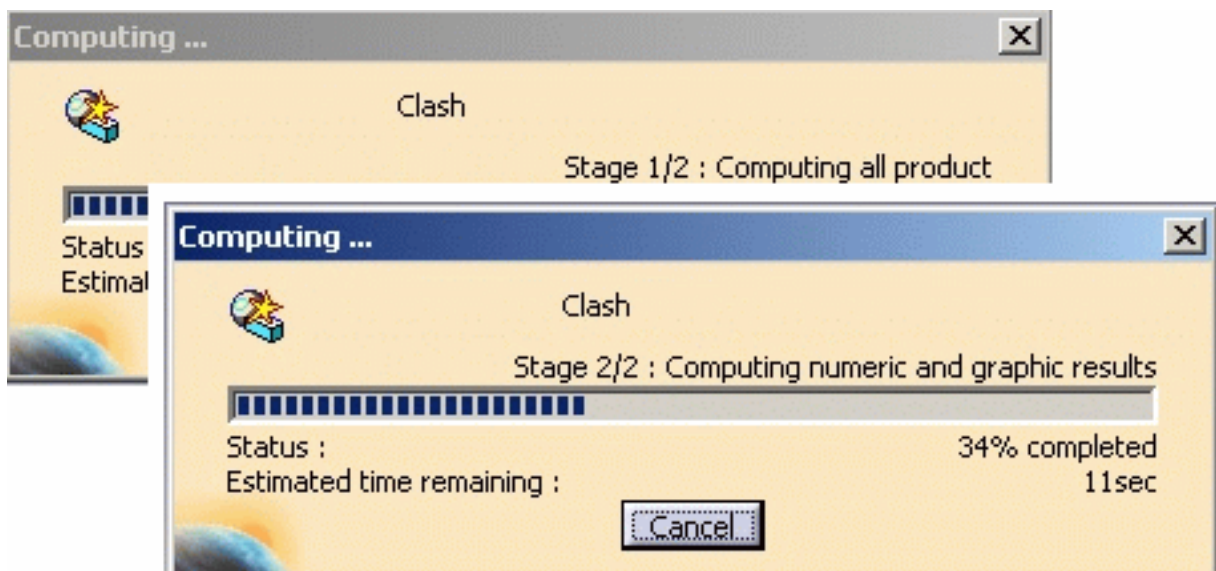 Computing ...
Clash
Stage 1/2 : Computing all product
Status
Computing ...
Clash
Stage 2/2 : Computing numeric and graphic results
Status : 34% completed
Estimated time remaining : 11sec
Cancel